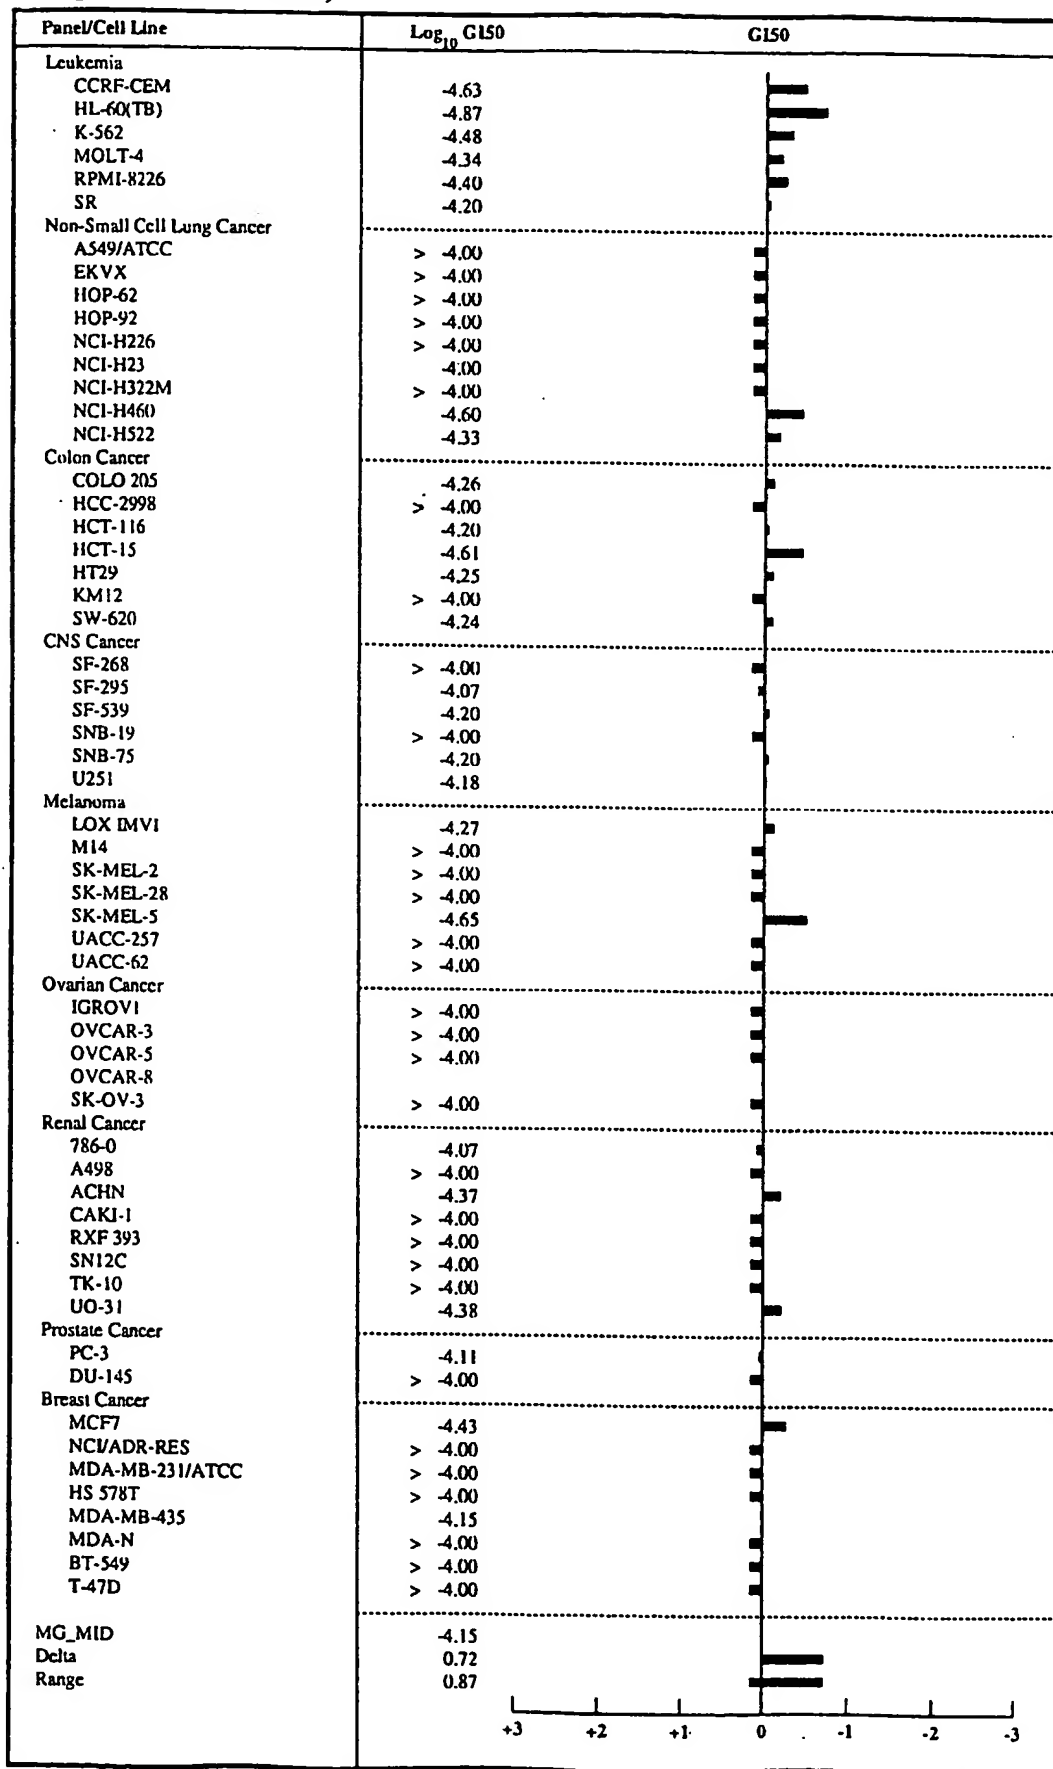 Panel/Cell Line Log10 GI50 GI50
Leukemia
CCRF-CEM -4.63
HL-60(TB) -4.87
K-562 -4.48
MOLT-4 -4.34
RPMI-8226 -4.40
SR -4.20
Non-Small Cell Lung Cancer
A549/ATCC > -4.00
EKVX > -4.00
HOP-62 > -4.00
HOP-92 > -4.00
NCI-H226 > -4.00
NCI-H23 -4.00
NCI-H322M > -4.00
NCI-H460 -4.60
NCI-H522 -4.33
Colon Cancer
COLO 205 -4.26
HCC-2998 > -4.00
HCT-116 -4.20
HCT-15 -4.61
HT29 -4.25
KM12 > -4.00
SW-620 -4.24
CNS Cancer
SF-268 > -4.00
SF-295 -4.07
SF-539 -4.20
SNB-19 > -4.00
SNB-75 -4.20
U251 -4.18
Melanoma
LOX IMVI -4.27
M14 > -4.00
SK-MEL-2 > -4.00
SK-MEL-28 > -4.00
SK-MEL-5 -4.65
UACC-257 > -4.00
UACC-62 > -4.00
Ovarian Cancer
IGROV1 > -4.00
OVCAR-3 > -4.00
OVCAR-5 > -4.00
OVCAR-8
SK-OV-3 > -4.00
Renal Cancer
786-0 -4.07
A498 > -4.00
ACHN -4.37
CAKI-1 > -4.00
RXF 393 > -4.00
SN12C > -4.00
TK-10 > -4.00
UO-31 -4.38
Prostate Cancer
PC-3 -4.11
DU-145 > -4.00
Breast Cancer
MCF7 -4.43
NCI/ADR-RES > -4.00
MDA-MB-231/ATCC > -4.00
HS 578T > -4.00
MDA-MB-435 -4.15
MDA-N > -4.00
BT-549 > -4.00
T-47D > -4.00
MG_MID -4.15
Delta 0.72
Range 0.87
+3 +2 +1 0 -1 -2 -3